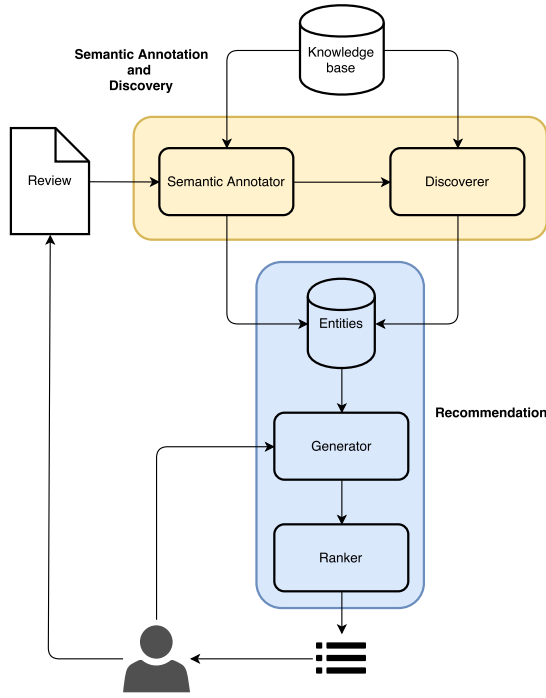 Knowledge
base
Semantic Annotation
and
Discovery
Review
Semantic Annotator
Discoverer
Entities
Recommendation
Generator
Ranker